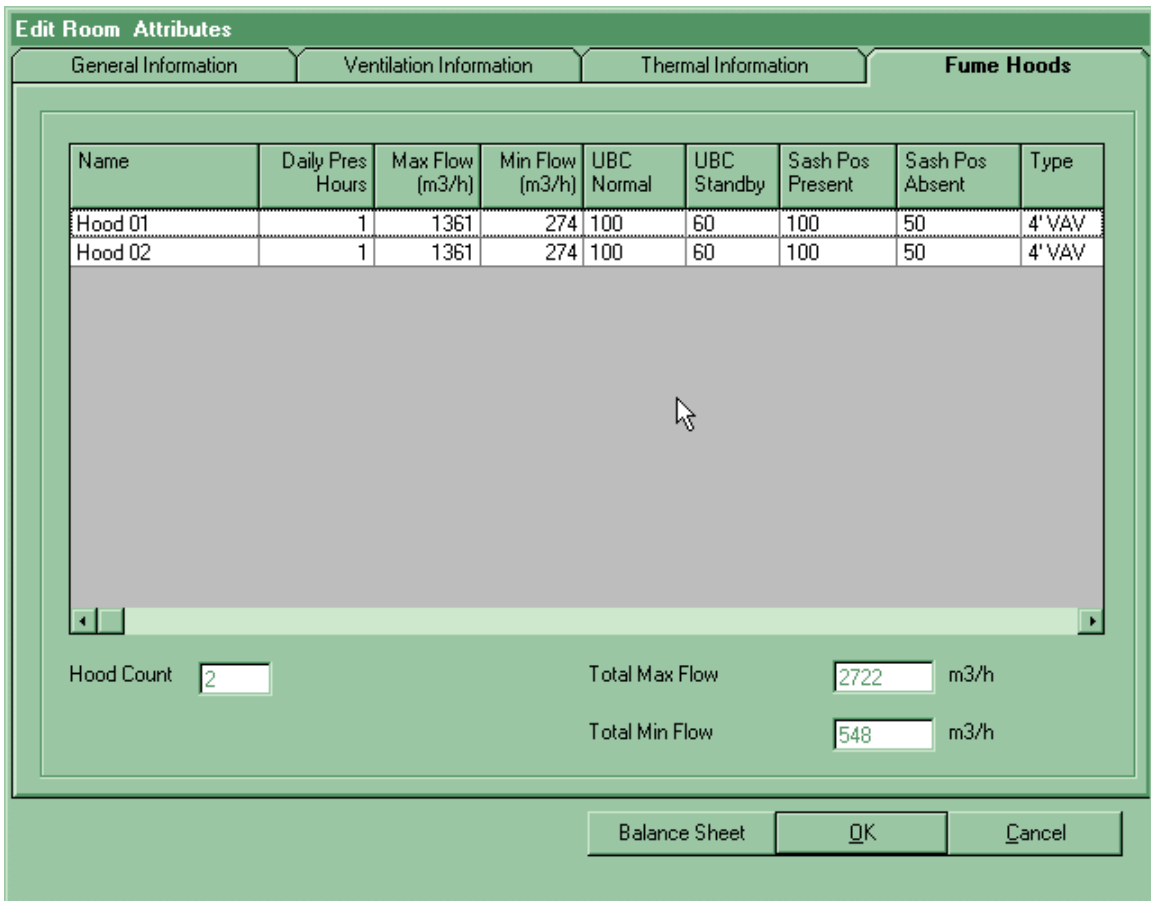 Edit Room Attributes
General Information Ventilation Information Thermal Information Fume Hoods
Name Daily Pres Max Flow Min Flow UBC UBC Sash Pos Sash Pos Type
Hours (m3/h) (m3/h) Normal Standby Present Absent
Hood 01 1 1361 274 100 60 100 50 4' VAV
Hood 02 1 1361 274 100 60 100 50 4' VAV
Hood Count 2 Total Max Flow 2722 m3/h
Total Min Flow 548 m3/h
Balance Sheet OK Cancel